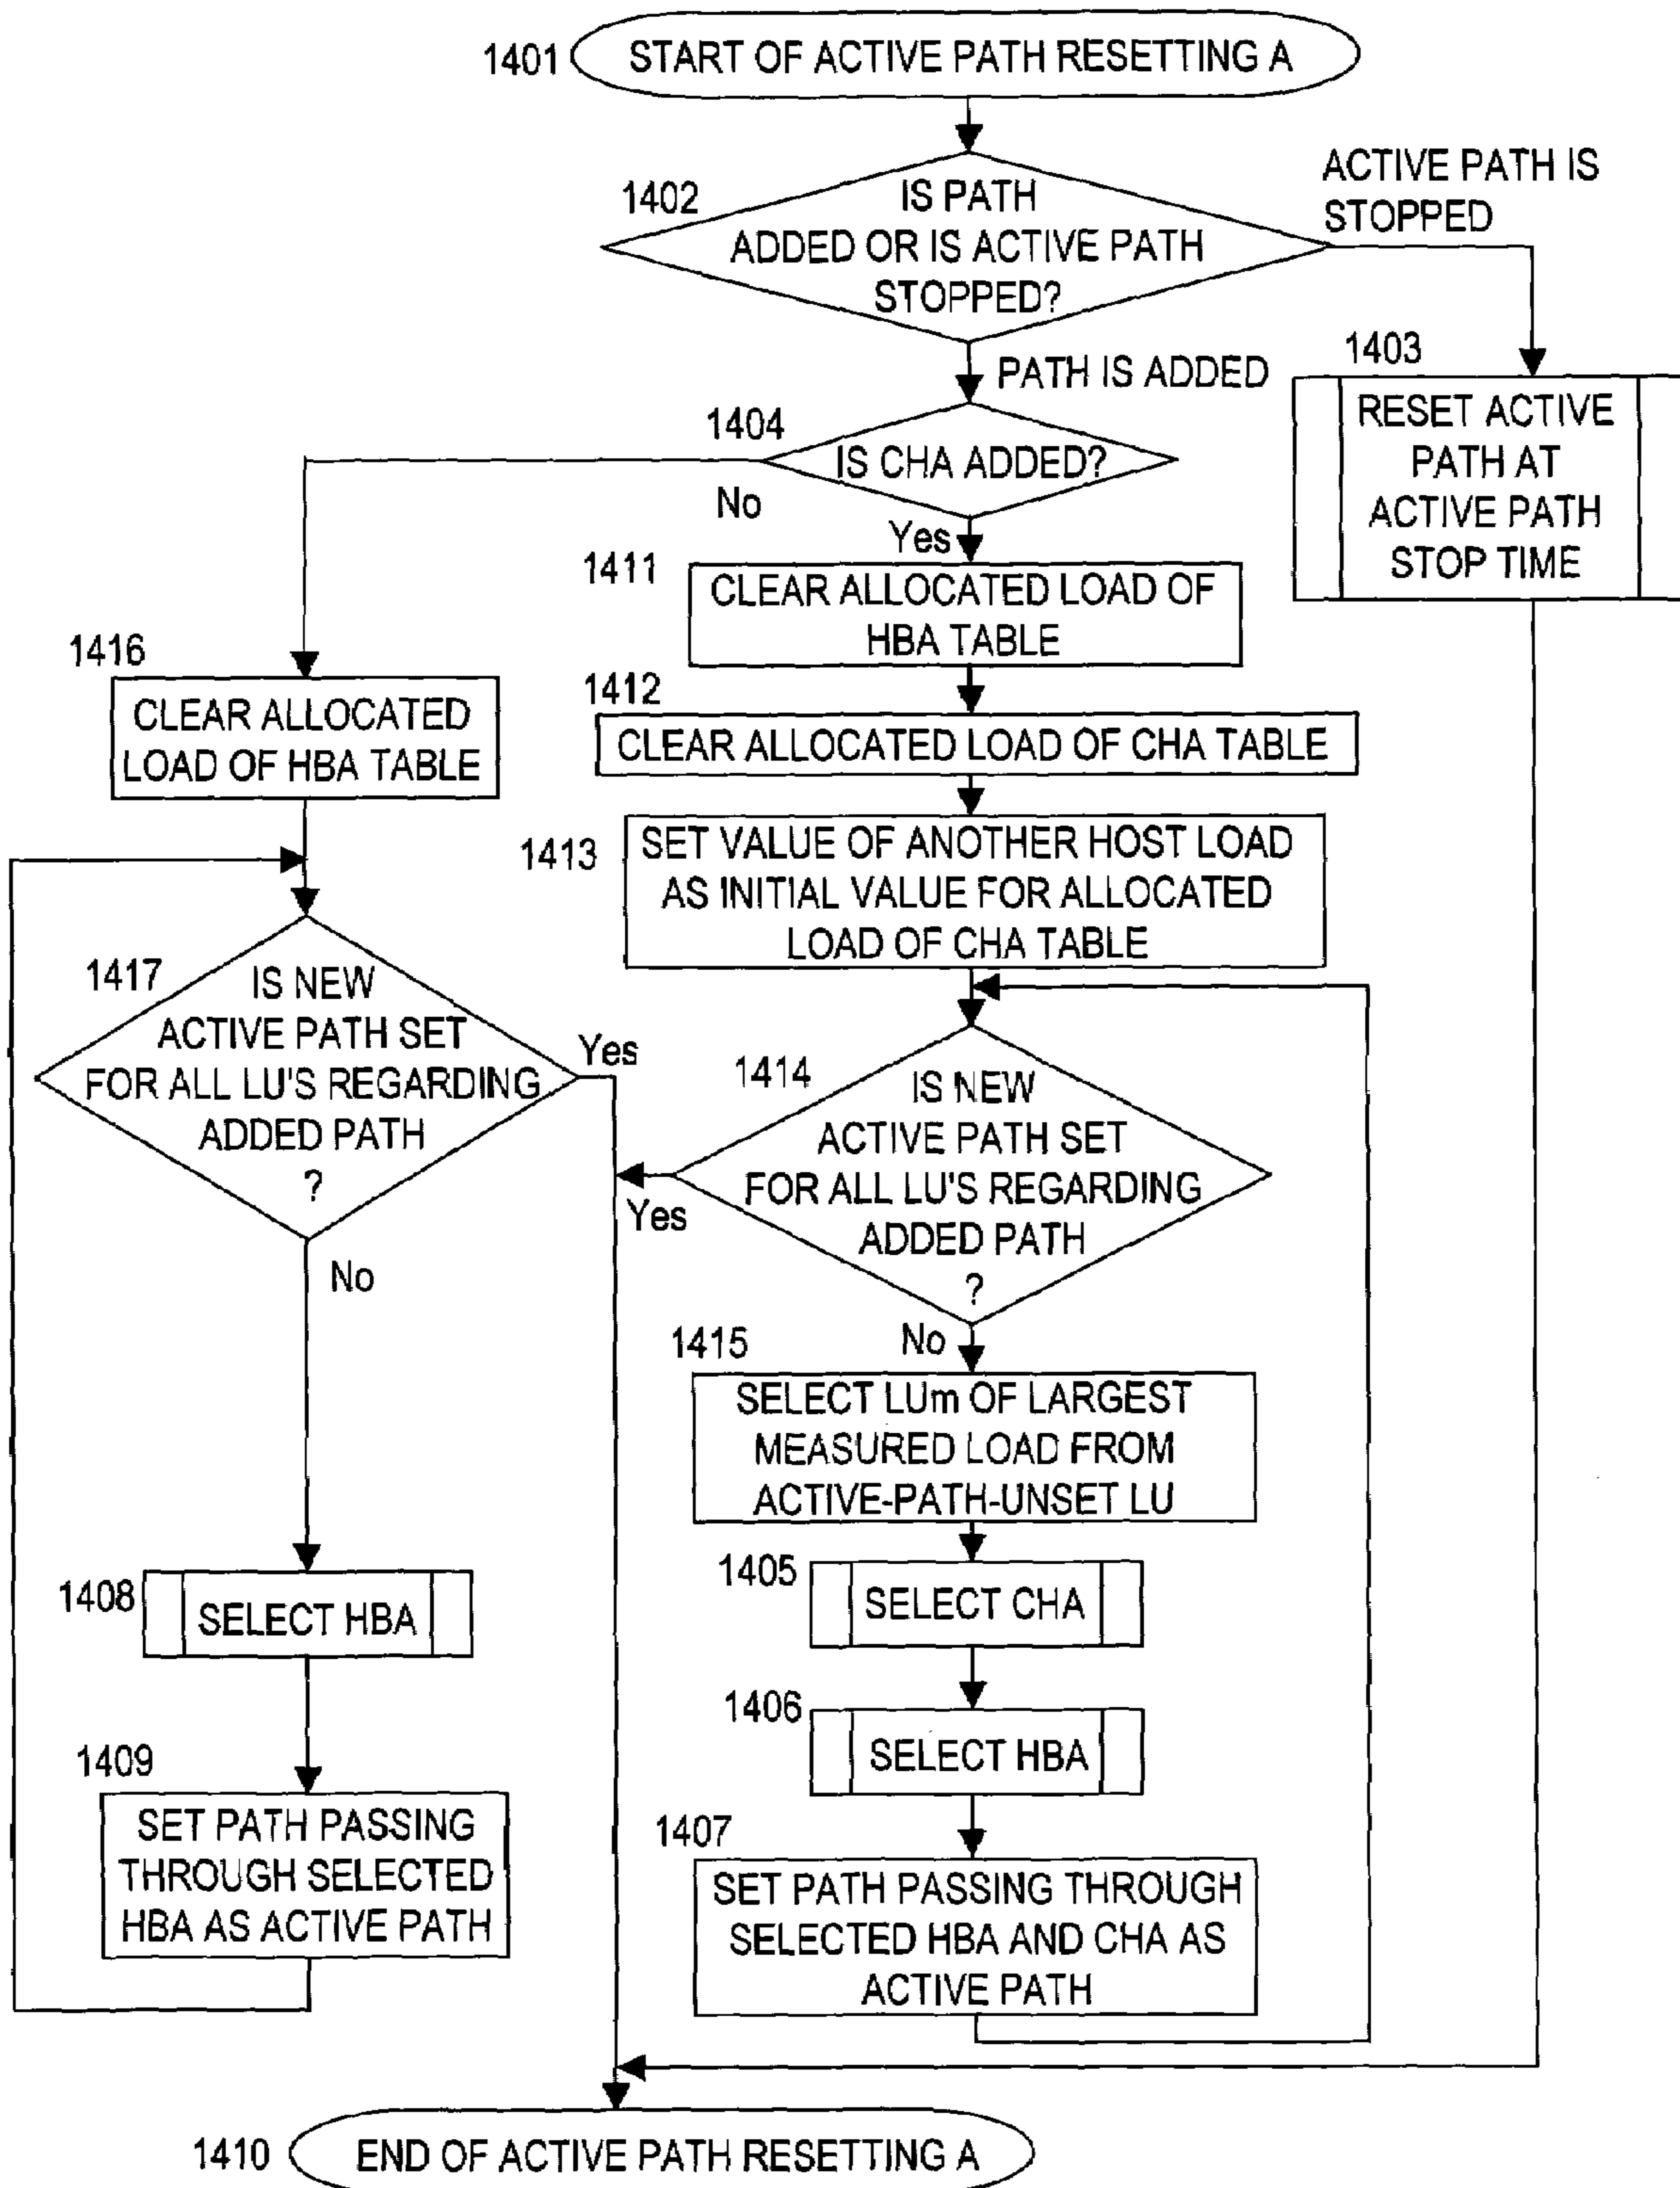 1401
START OF ACTIVE PATH RESETTING A
1402
IS PATH
ADDED OR IS ACTIVE PATH
STOPPED?
ACTIVE PATH IS
STOPPED
PATH IS ADDED
1403
RESET ACTIVE
PATH AT
ACTIVE PATH
STOP TIME
1404
IS CHA ADDED?
No
Yes
1411
CLEAR ALLOCATED LOAD OF
HBA TABLE
1416
CLEAR ALLOCATED
LOAD OF HBA TABLE
1412
CLEAR ALLOCATED LOAD OF CHA TABLE
1413
SET VALUE OF ANOTHER HOST LOAD
AS INITIAL VALUE FOR ALLOCATED
LOAD OF CHA TABLE
1417
IS NEW
ACTIVE PATH SET
FOR ALL LU'S REGARDING
ADDED PATH
?
Yes
No
1414
IS NEW
ACTIVE PATH SET
FOR ALL LU'S REGARDING
ADDED PATH
?
Yes
No
1415
SELECT LUm OF LARGEST
MEASURED LOAD FROM
ACTIVE-PATH-UNSET LU
1405
SELECT CHA
1408
SELECT HBA
1406
SELECT HBA
1409
SET PATH PASSING
THROUGH SELECTED
HBA AS ACTIVE PATH
1407
SET PATH PASSING THROUGH
SELECTED HBA AND CHA AS
ACTIVE PATH
1410
END OF ACTIVE PATH RESETTING A